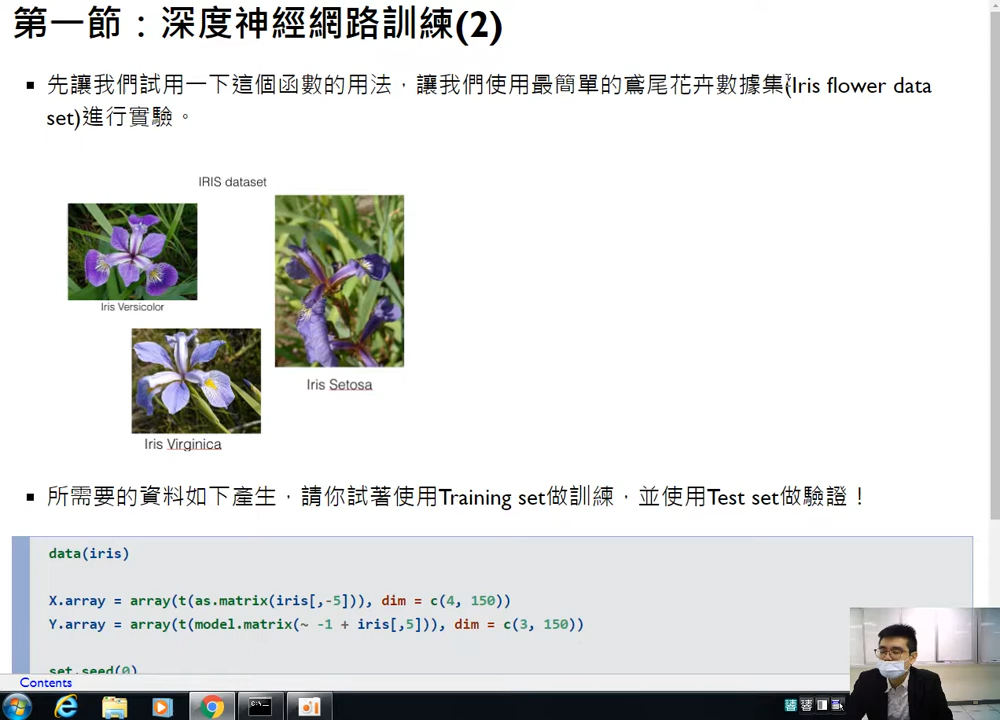 第一節：深度神經網路訓練(2)
▪ 先讓我們試用一下這個函數的用法，讓我們使用最簡單的鳶尾花卉數據集(Iris flower data
set)進行實驗。
IRIS dataset
Iris Versicolor
Iris Setosa
Iris Virginica
▪ 所需要的資料如下產生，請你試著使用Training set做訓練，並使用Test set做驗證！
data(iris)
X.array = array(t(as.matrix(iris[,-5])), dim = c(4, 150))
Y.array = array(t(model.matrix(~ -1 + iris[,5])), dim = c(3, 150))
set.seed(0)
Contents